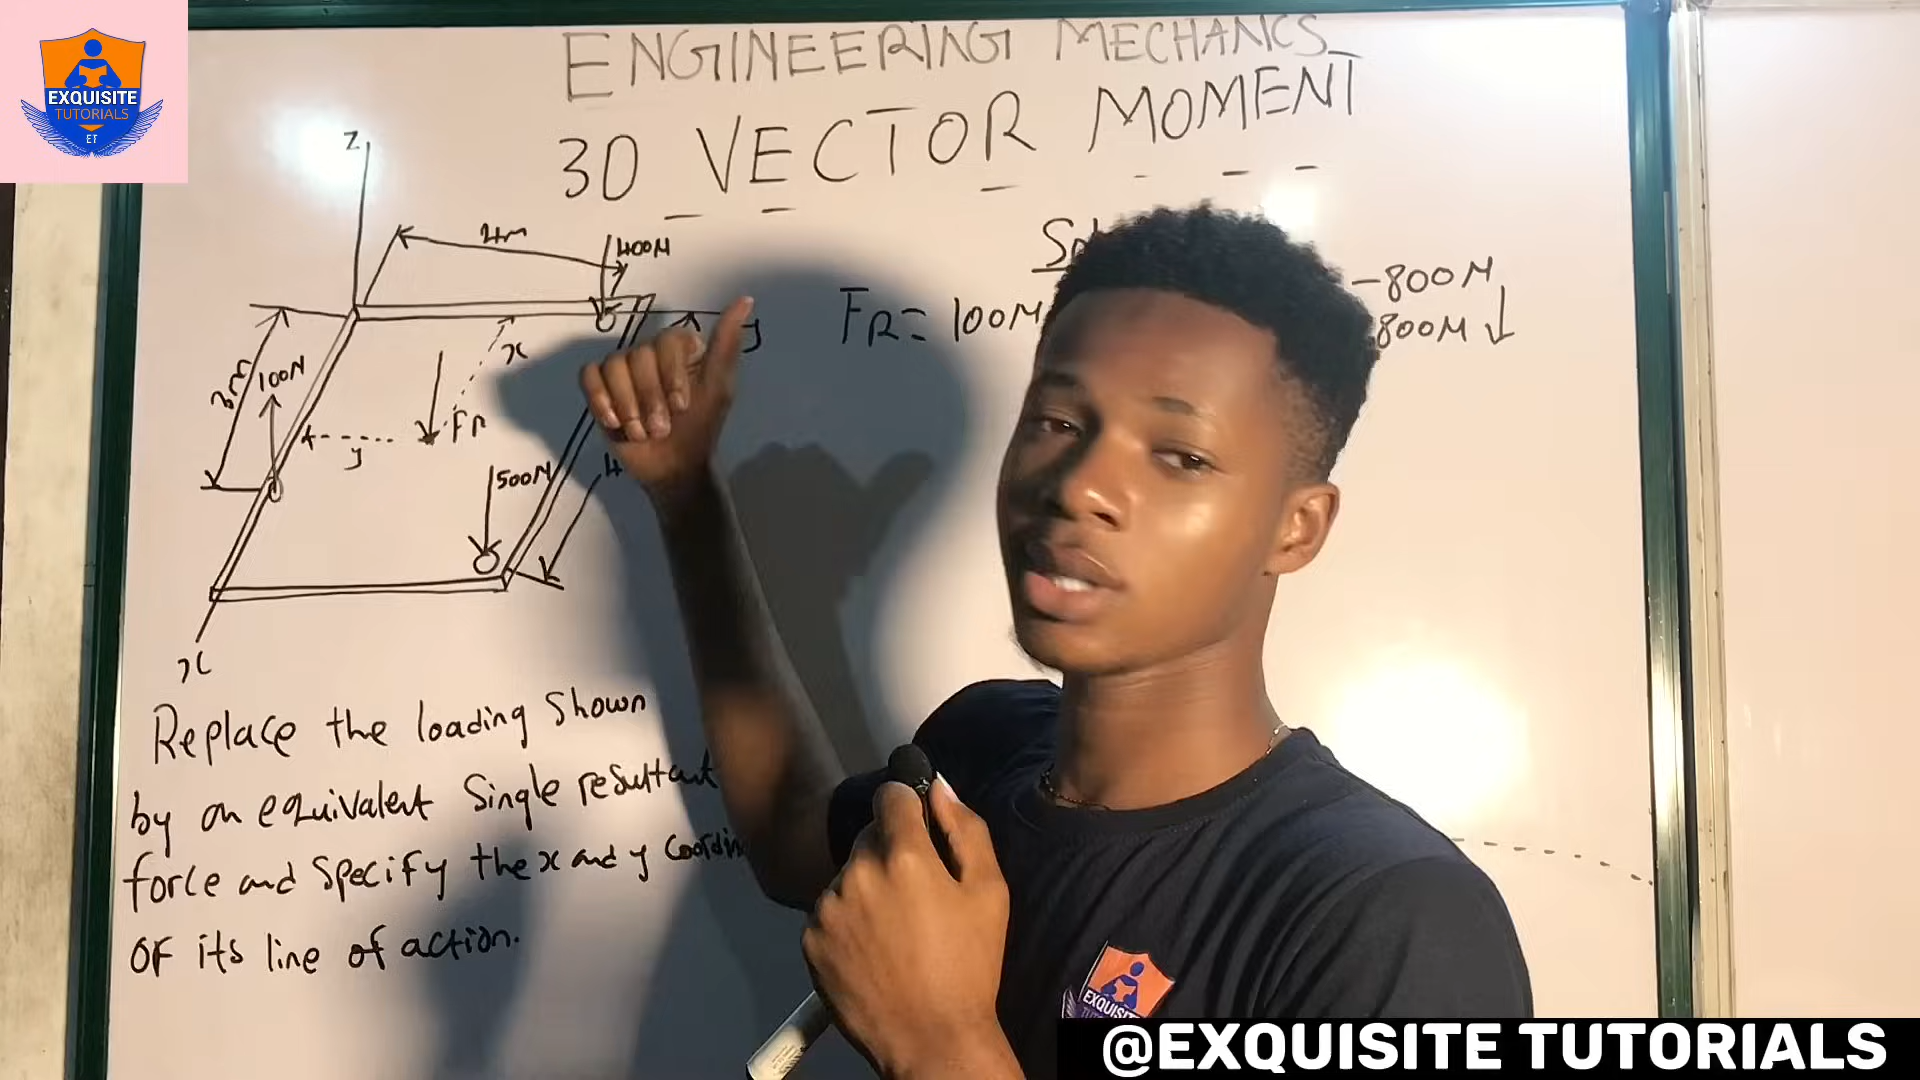 EXQUISITE
TUTORIALS
ET
ENGINEERING MECHANICS
3D VECTOR MOMENT
Z
4m
400N
3m
100N
x
y
FR
y
500N
4
x
FR = 100N
-800N
800N ↓
Replace the loading Shown
by an equivalent Single resultant
force and Specify the x and y
of its line of action.
EXQUISITE
@EXQUISITE TUTORIALS